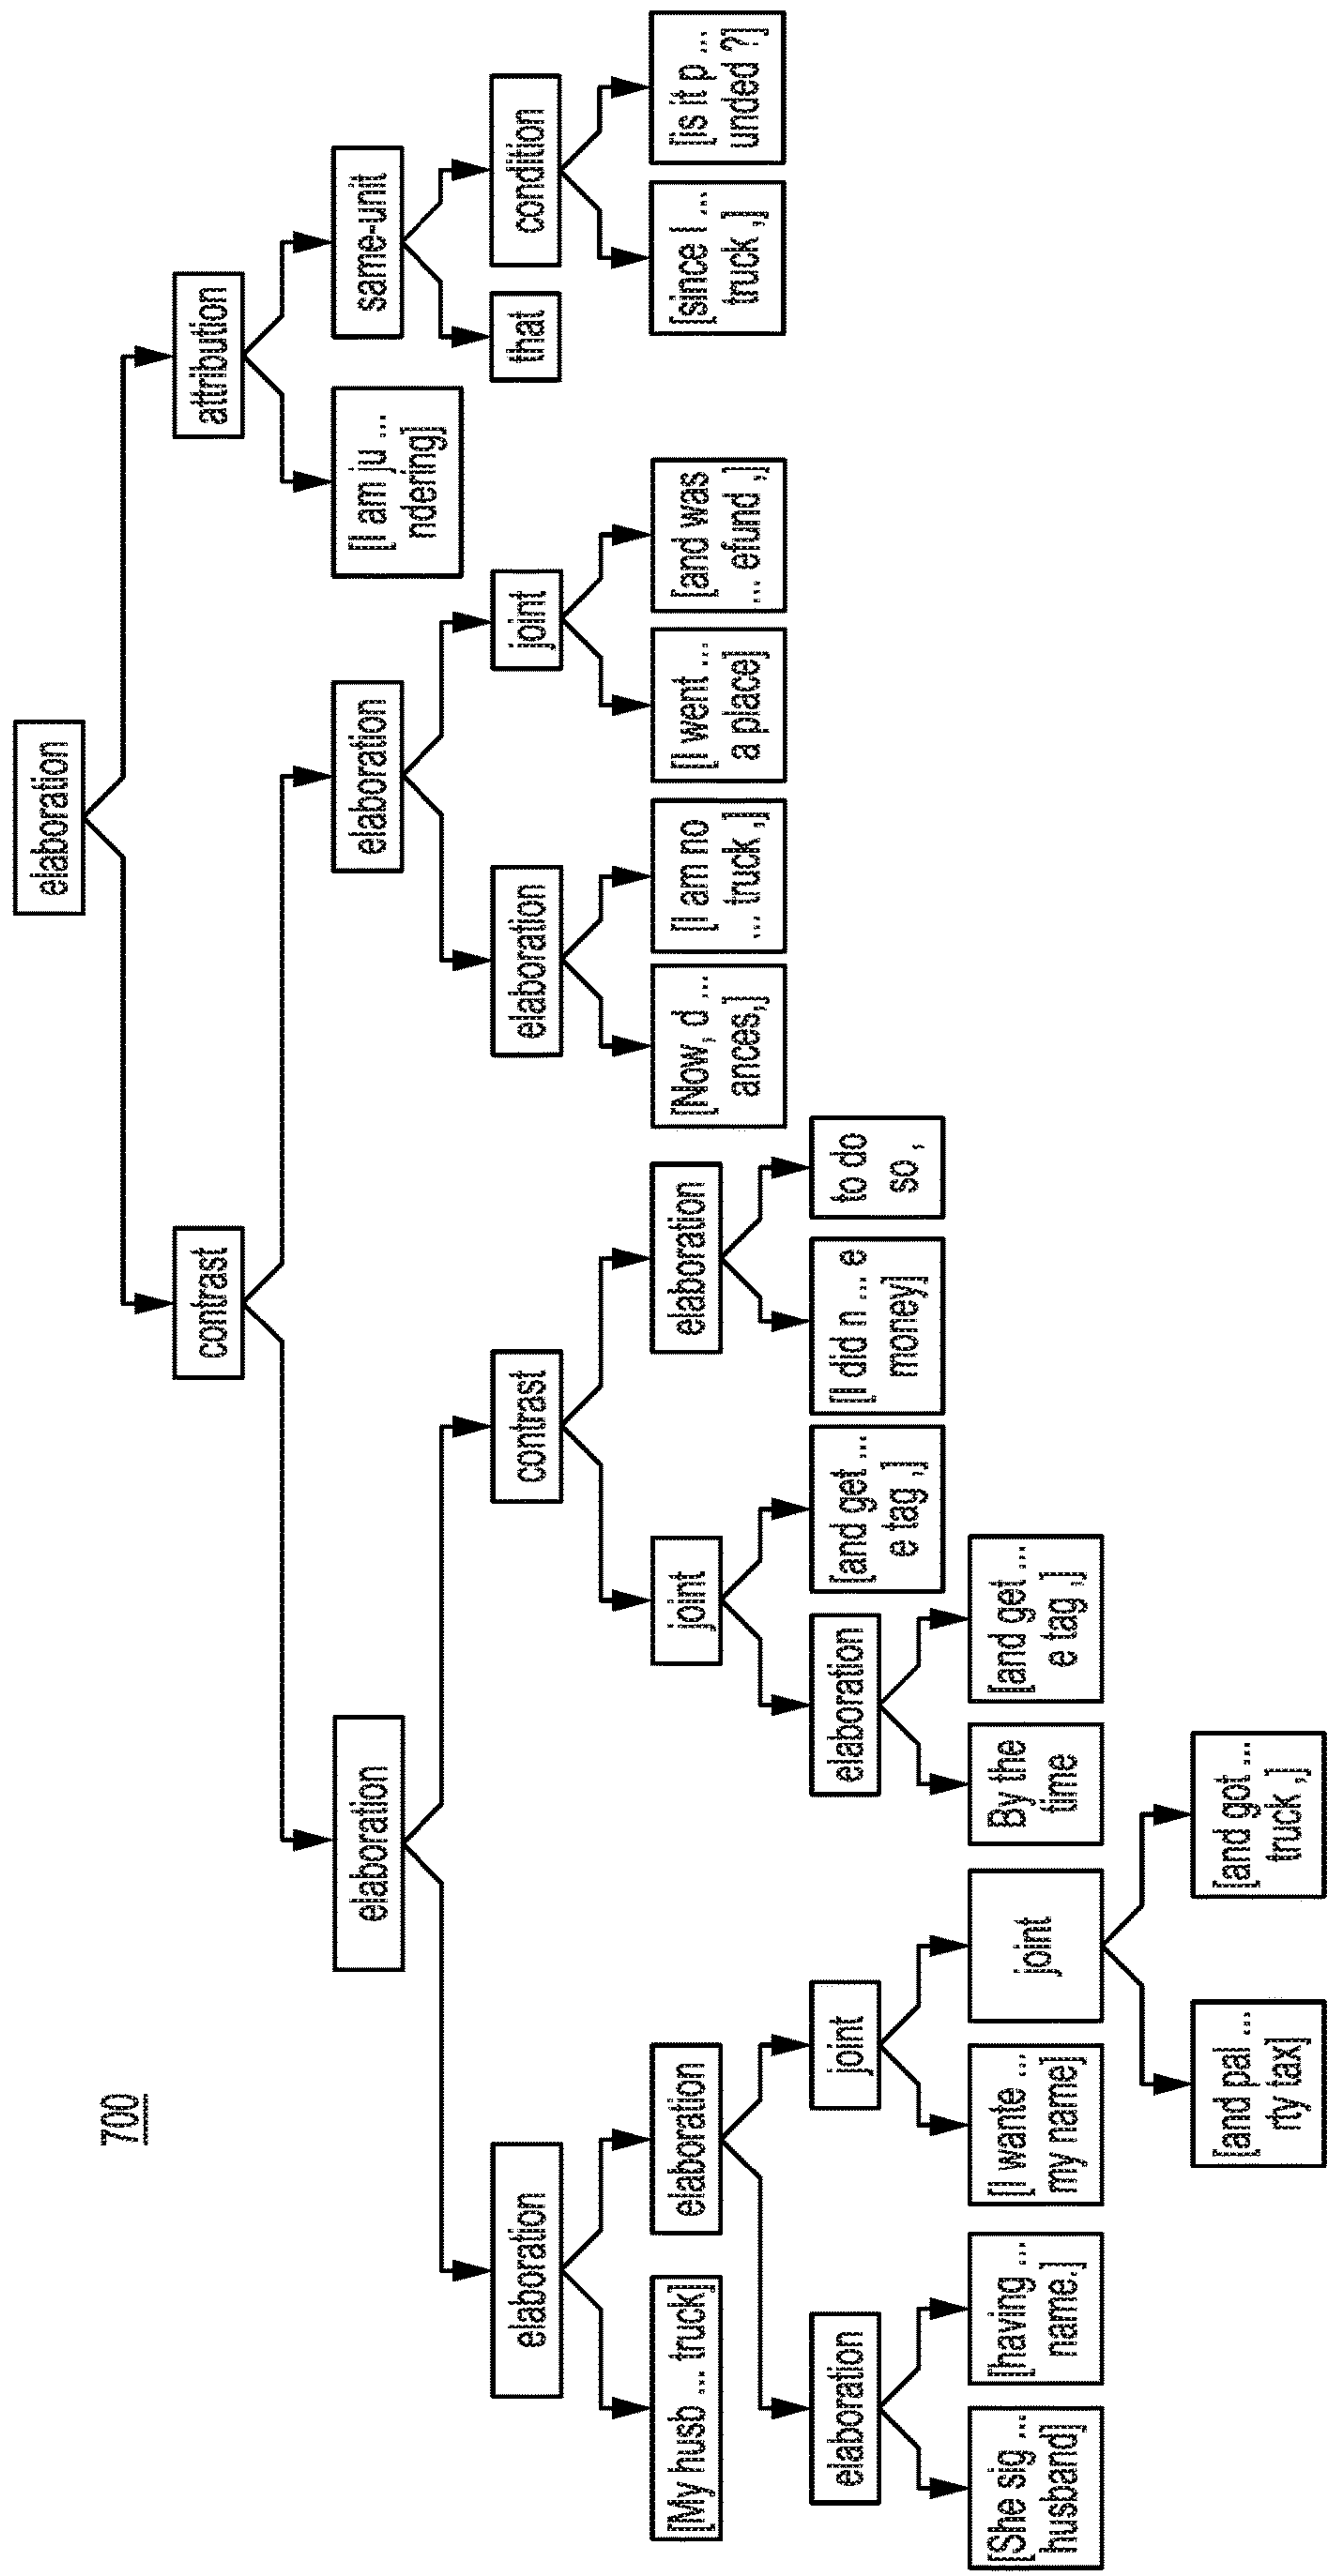 700
elaboration
contrast
attribution
elaboration
elaboration
[I am ju ...
ndering]
same-unit
elaboration
contrast
elaboration
joint
that
condition
[My husb ... truck]
elaboration
joint
elaboration
[Now, d ...
ances,]
[I am no
... truck ,]
[I went ...
a place]
[and was
... efund ,]
[since I ...
truck ,]
[is it p ...
unded ?]
elaboration
joint
elaboration
[and get ...
e tag ,]
[I did n ... e
money]
to do
so ,
[She sig ...
husband]
[having ...
name.]
[I wante ...
my name]
joint
By the
time
[and get ...
e tag ,]
[and pal ...
rty tax]
[and got ...
truck ,]